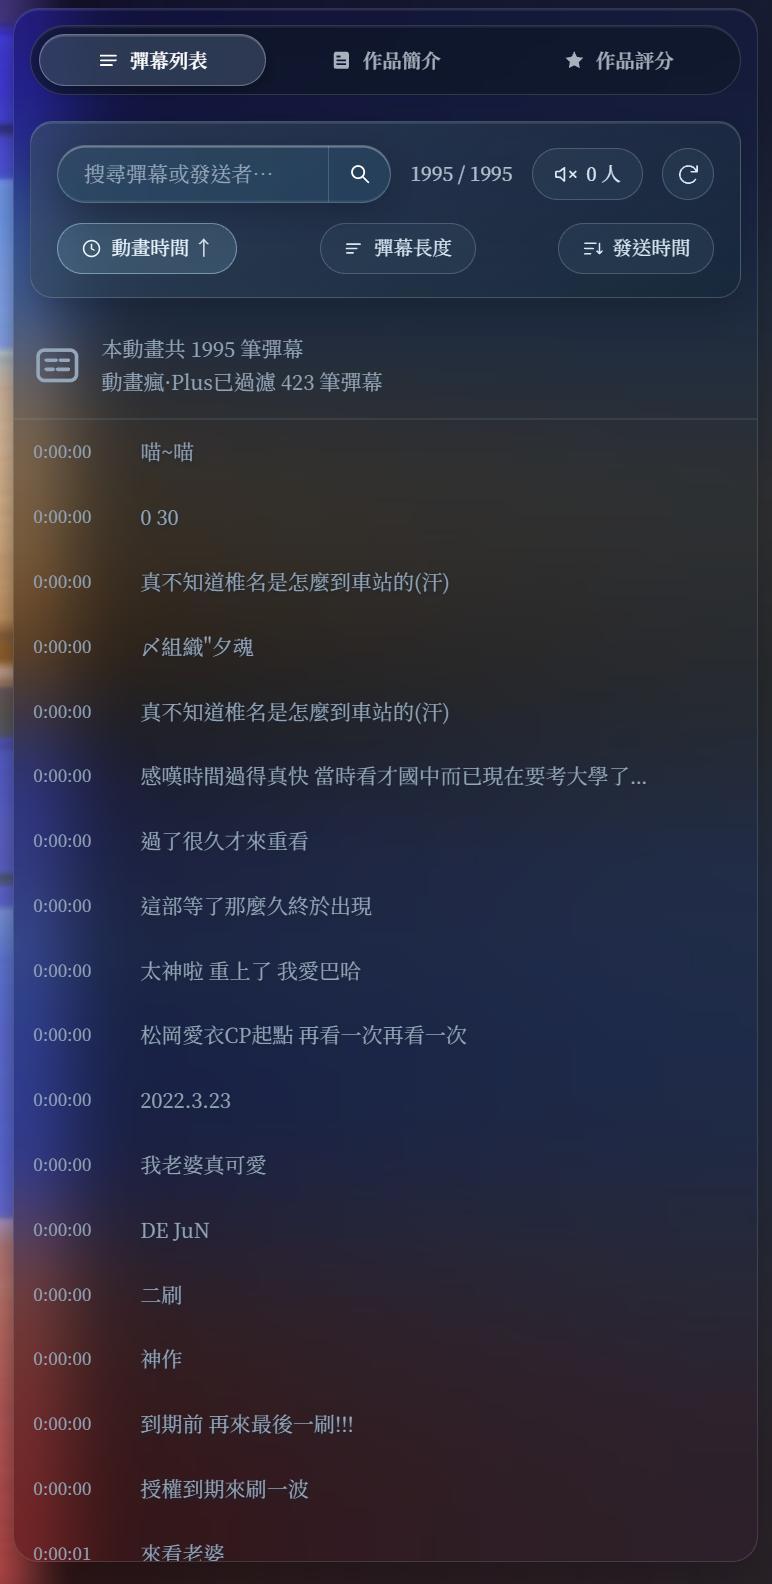 彈幕列表 作品簡介 作品評分
搜尋彈幕或發送者… 1995 / 1995 0 人
動畫時間 ↑ 彈幕長度 發送時間
本動畫共 1995 筆彈幕
動畫瘋·Plus已過濾 423 筆彈幕
0:00:00 喵~喵
0:00:00 0 30
0:00:00 真不知道椎名是怎麼到車站的(汗)
0:00:00 〆組織"夕魂
0:00:00 真不知道椎名是怎麼到車站的(汗)
0:00:00 感嘆時間過得真快 當時看才國中而已現在要考大學了...
0:00:00 過了很久才來重看
0:00:00 這部等了那麼久終於出現
0:00:00 太神啦 重上了 我愛巴哈
0:00:00 松岡愛衣CP起點 再看一次再看一次
0:00:00 2022.3.23
0:00:00 我老婆真可愛
0:00:00 DE JuN
0:00:00 二刷
0:00:00 神作
0:00:00 到期前 再來最後一刷!!!
0:00:00 授權到期來刷一波
0:00:01 來看老婆